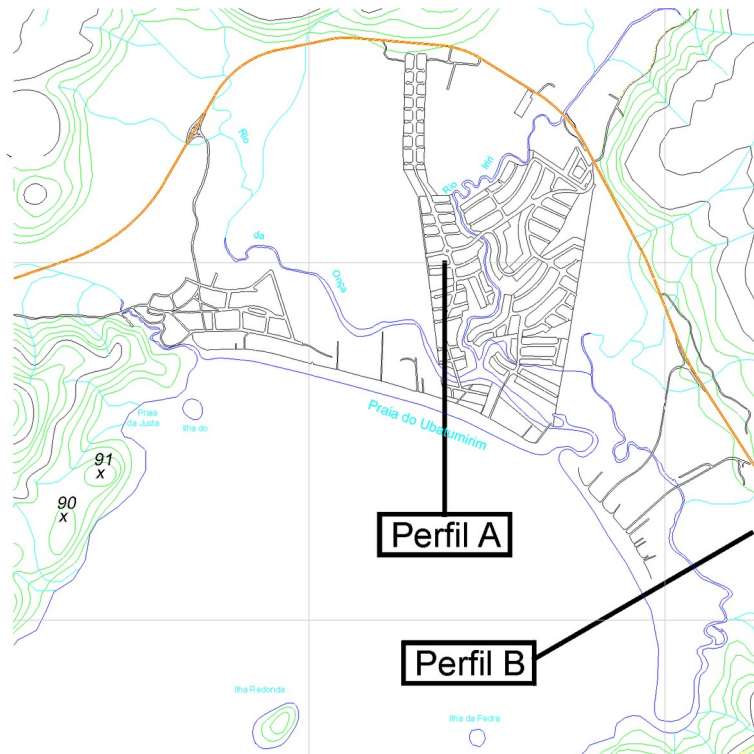 Rio
Itiri
Rio
da
Onça
Praia do Ubatumirim
Praia
da Justa
Ilha do
91
x
90
x
Perfil A
Perfil B
Ilha Redonda
Ilha da Pedra